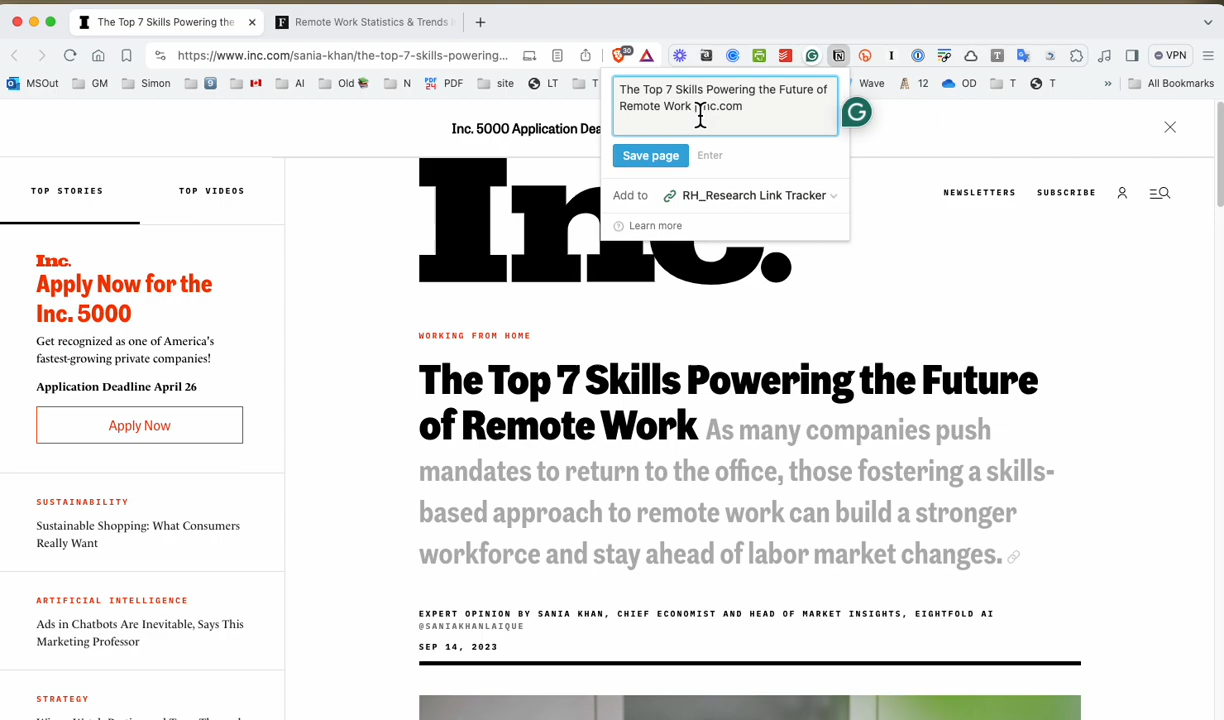 The Top 7 Skills Powering the
Remote Work Statistics & Trends
https://www.inc.com/sania-khan/the-top-7-skills-powering...
30
VPN
MSOut
GM
Simon
AI
Old
N
PDF
site
LT
T
Wave
12
OD
T
T
All Bookmarks
The Top 7 Skills Powering the Future of
Remote Work
Save page
Enter
Add to
RH_Research Link Tracker
Learn more
Inc. 5000 Application
TOP STORIES
TOP VIDEOS
NEWSLETTERS
SUBSCRIBE
Inc.
Inc.
Apply Now for the
Inc. 5000
Get recognized as one of America's
fastest-growing private companies!
Application Deadline April 26
Apply Now
SUSTAINABILITY
Sustainable Shopping: What Consumers
Really Want
ARTIFICIAL INTELLIGENCE
Ads in Chatbots Are Inevitable, Says This
Marketing Professor
STRATEGY
WORKING FROM HOME
The Top 7 Skills Powering the Future
of Remote Work As many companies push
mandates to return to the office, those fostering a skills-
based approach to remote work can build a stronger
workforce and stay ahead of labor market changes.
EXPERT OPINION BY SANIA KHAN, CHIEF ECONOMIST AND HEAD OF MARKET INSIGHTS, EIGHTFOLD AI
@SANIAKHANLAIQUE
SEP 14, 2023